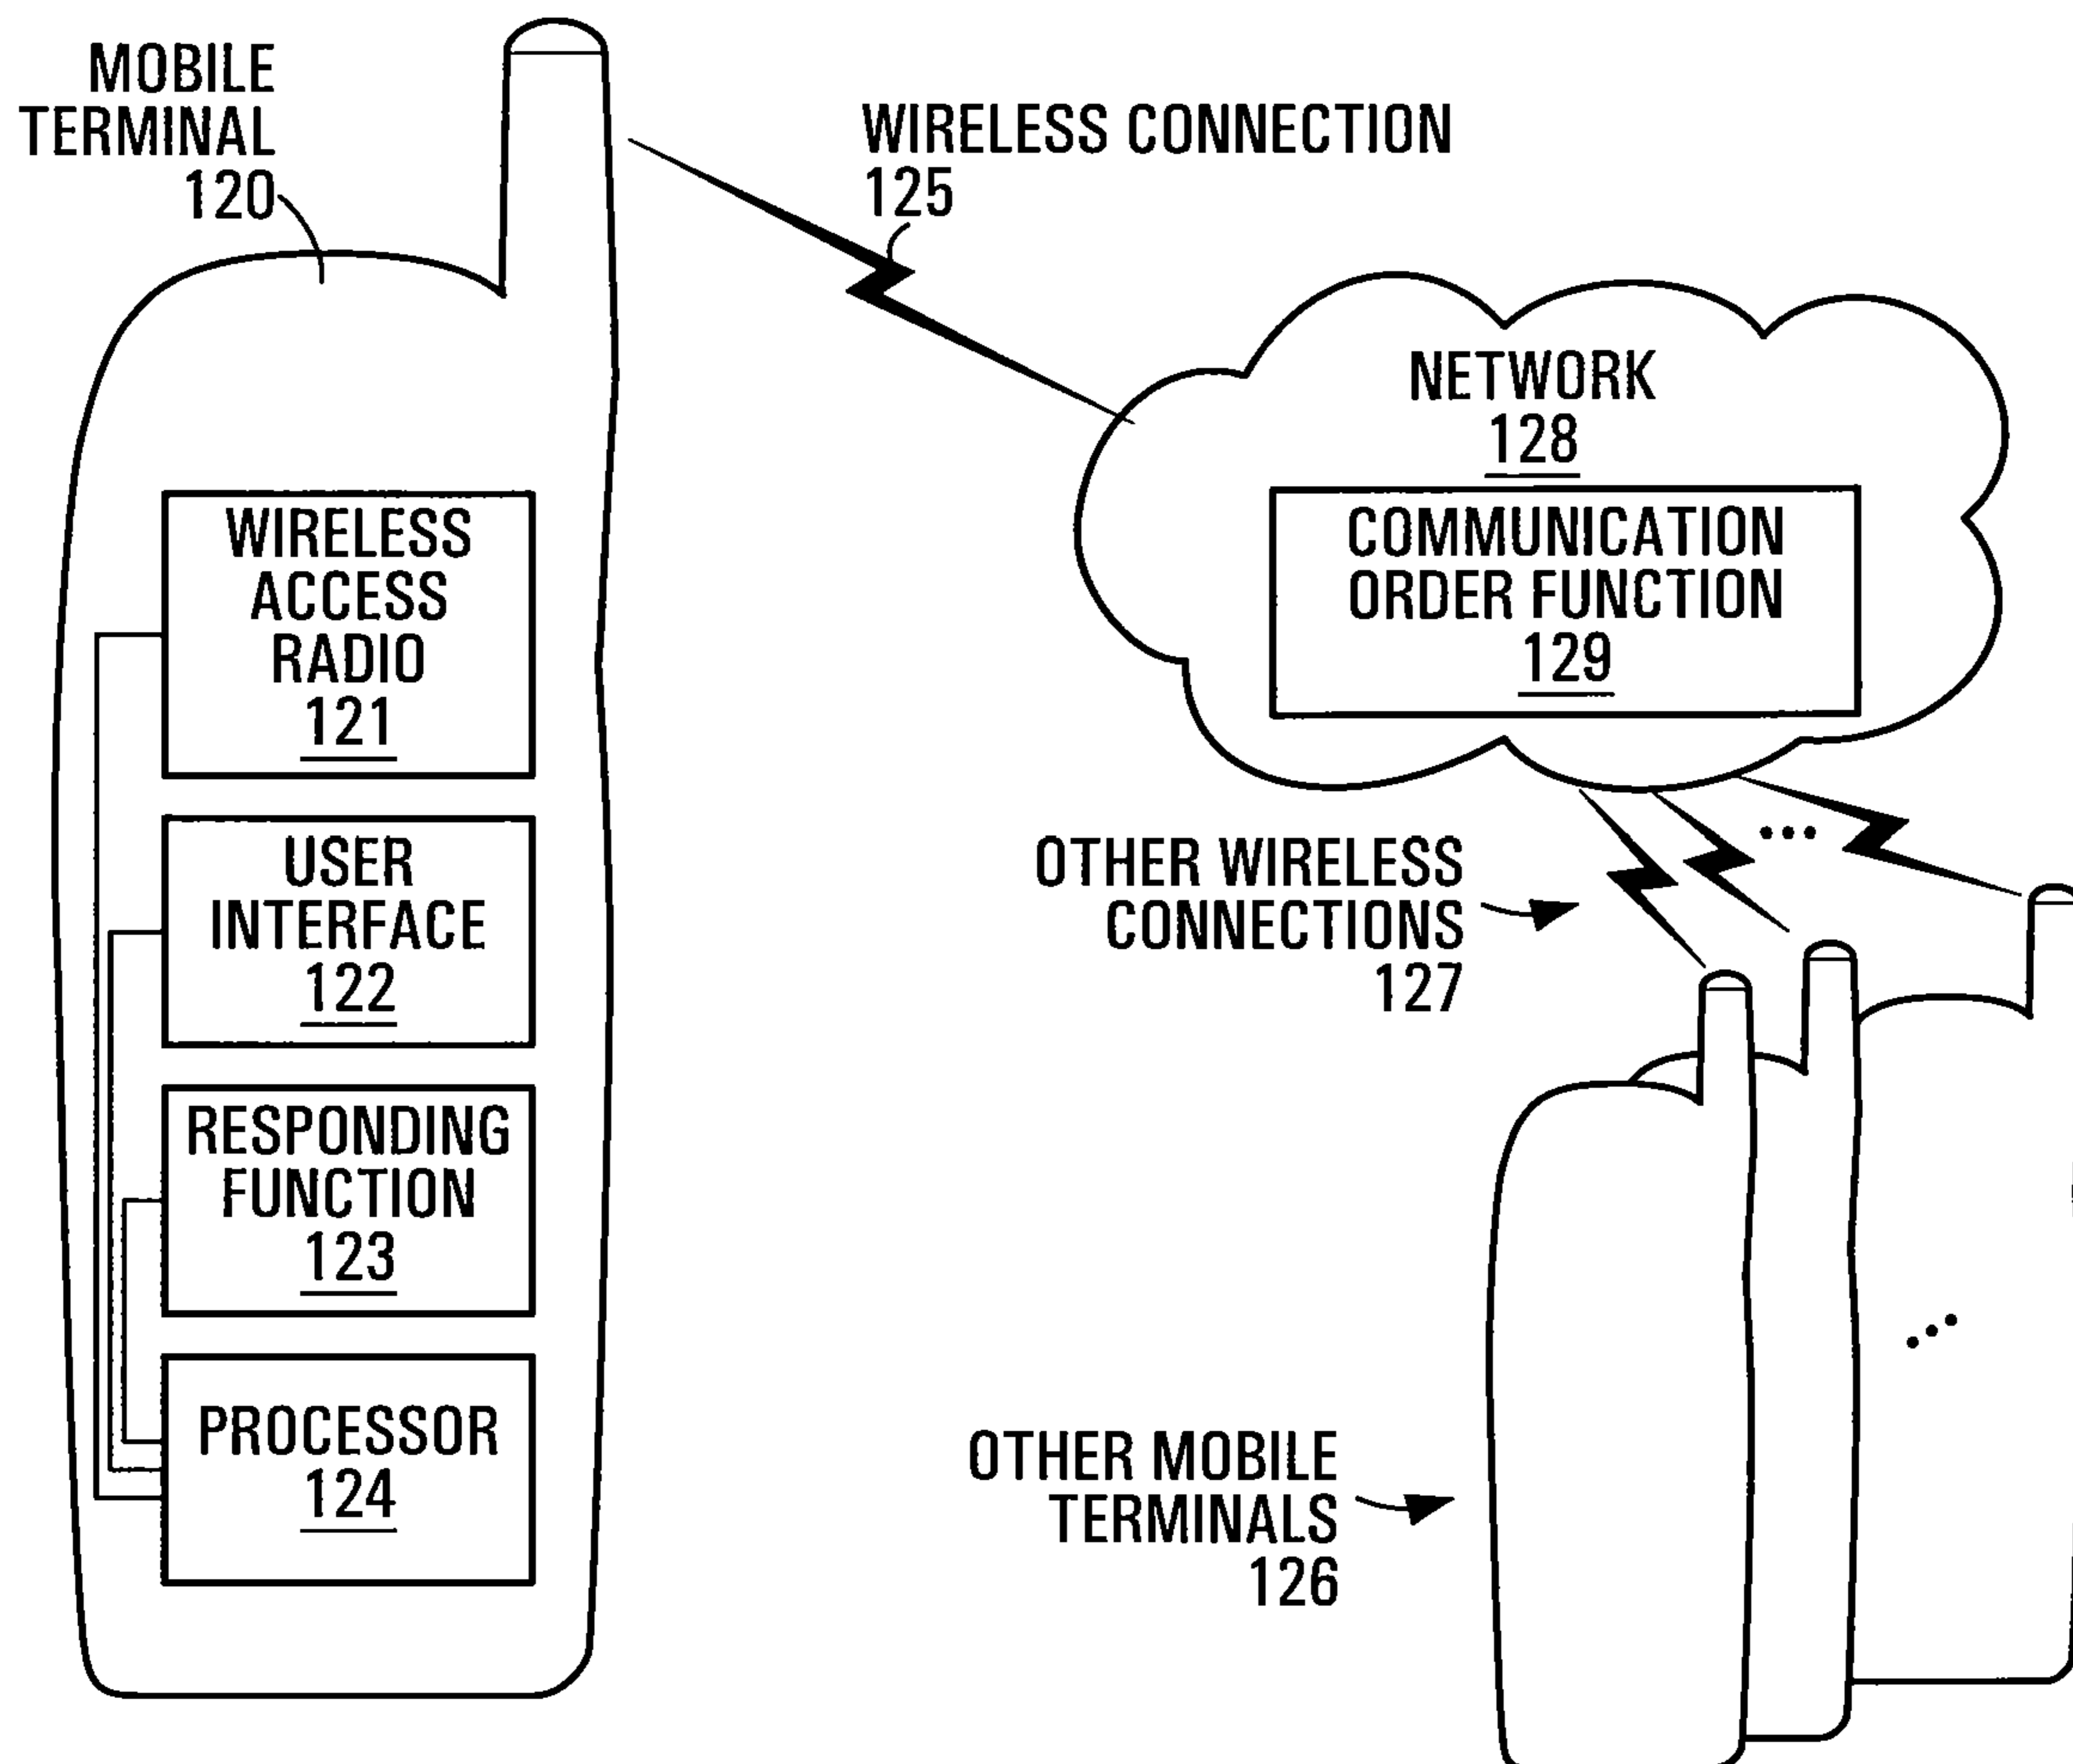 MOBILE
TERMINAL
120
WIRELESS CONNECTION
125
NETWORK
128
COMMUNICATION
ORDER FUNCTION
129
WIRELESS
ACCESS
RADIO
121
USER
INTERFACE
122
RESPONDING
FUNCTION
123
PROCESSOR
124
OTHER WIRELESS
CONNECTIONS
127
OTHER MOBILE
TERMINALS
126